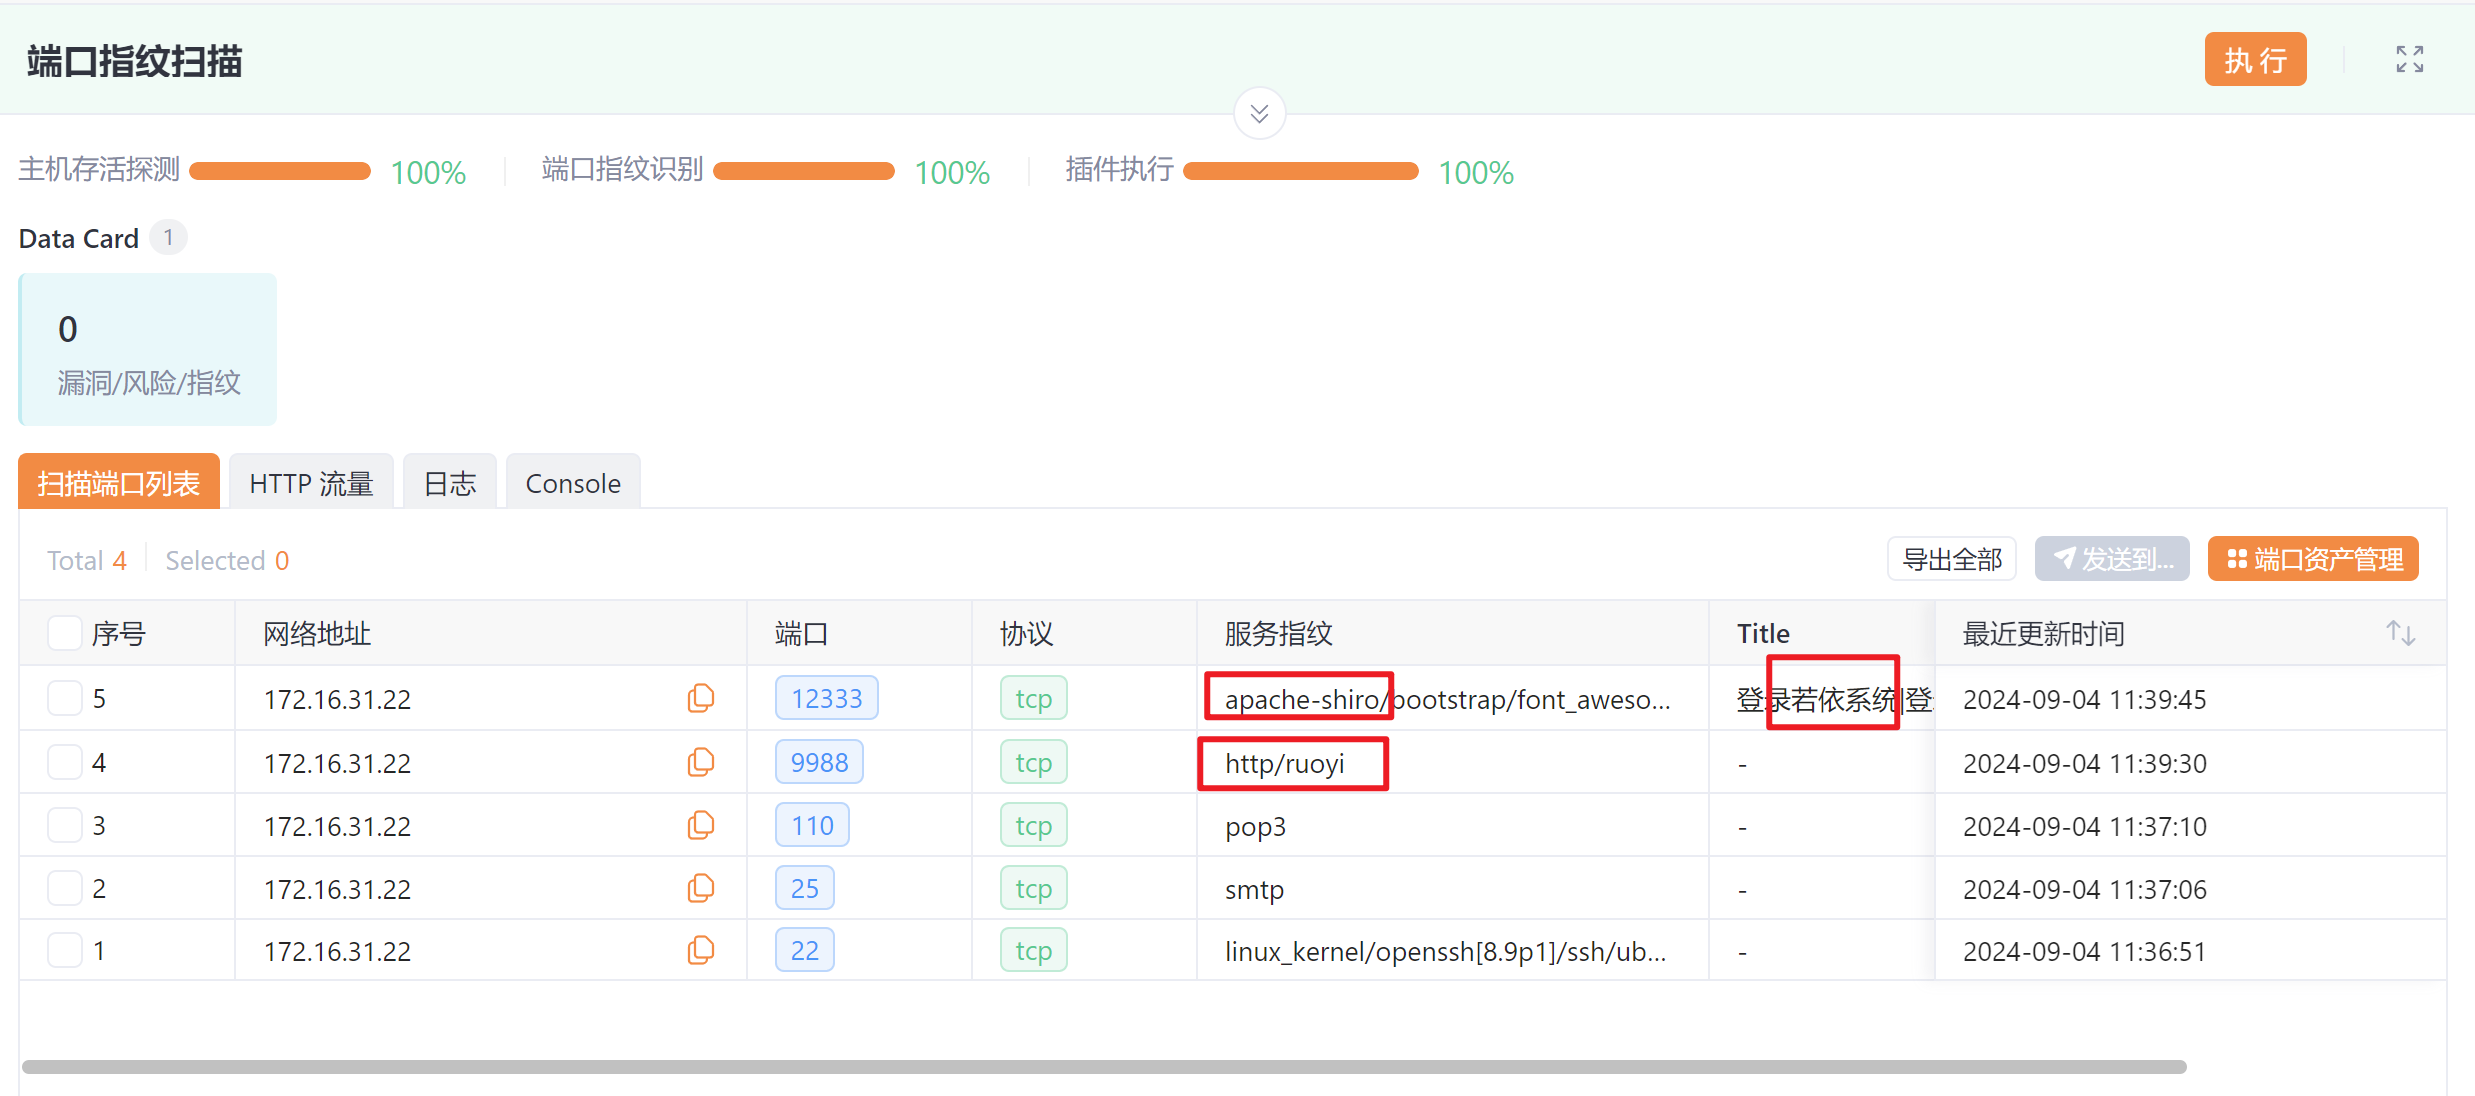 端口指纹扫描
执 行
主机存活探测 100% 端口指纹识别 100% 插件执行 100%
Data Card 1
0
漏洞/风险/指纹
扫描端口列表 HTTP 流量 日志 Console
Total 4 Selected 0 导出全部 发送到... 端口资产管理
序号 网络地址 端口 协议 服务指纹 Title 最近更新时间
5 172.16.31.22 12333 tcp apache-shiro/bootstrap/font_aweso... 登录若依系统|登 2024-09-04 11:39:45
4 172.16.31.22 9988 tcp http/ruoyi - 2024-09-04 11:39:30
3 172.16.31.22 110 tcp pop3 - 2024-09-04 11:37:10
2 172.16.31.22 25 tcp smtp - 2024-09-04 11:37:06
1 172.16.31.22 22 tcp linux_kernel/openssh[8.9p1]/ssh/ub... - 2024-09-04 11:36:51